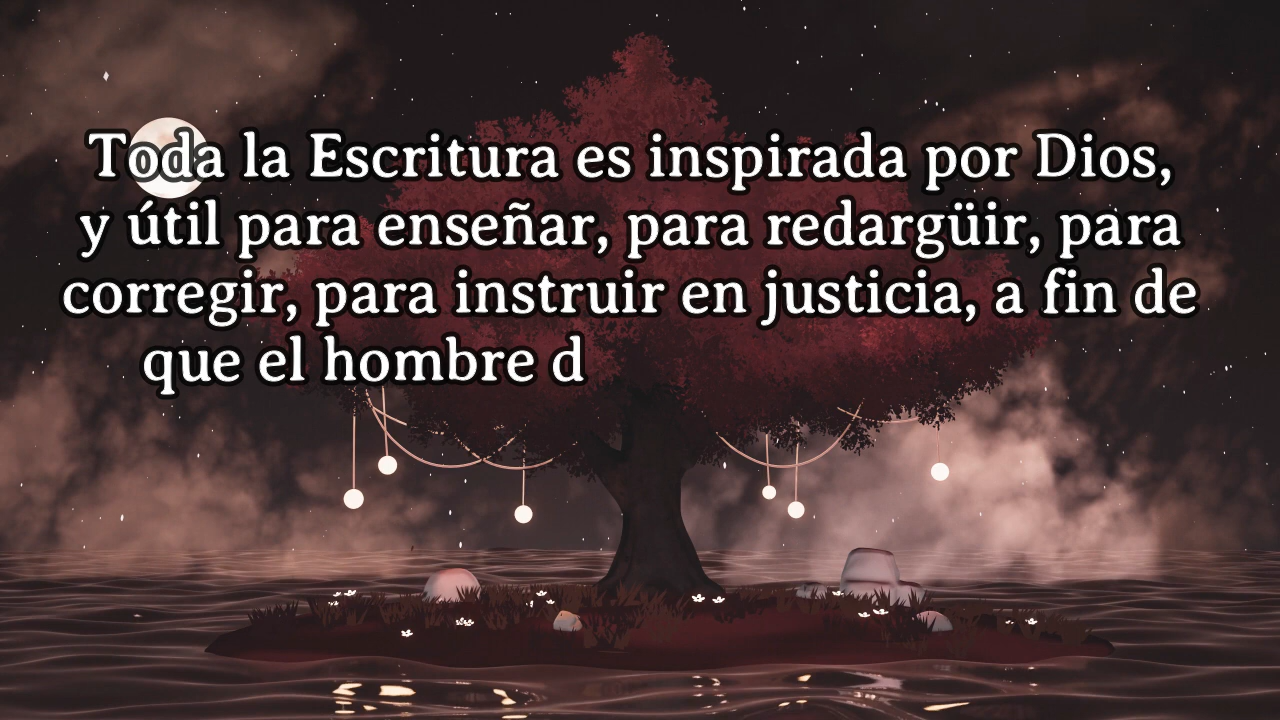 Toda la Escritura es inspirada por Dios,
y útil para enseñar, para redargüir, para
corregir, para instruir en justicia, a fin de
que el hombre d